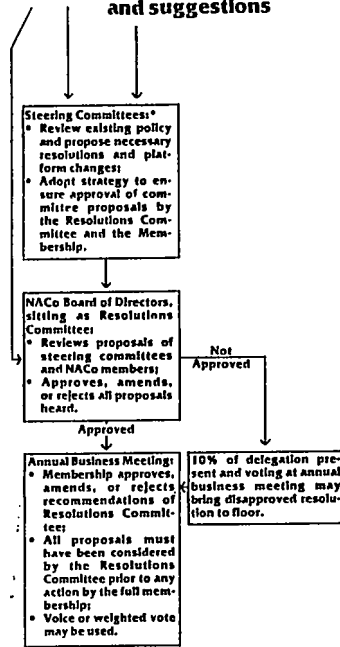 and suggestions
Steering Committees:*
• Review existing policy
and propose necessary
resolutions and plat-
form changes;
• Adopt strategy to en-
sure approval of com-
mittee proposals by
the Resolutions Com-
mittee and the Mem-
bership.
NACo Board of Directors,
sitting as Resolutions
Committee:
• Reviews proposals of
steering committees
and NACo members;
• Approves, amends,
or rejects all proposals
heard.
Not
Approved
Approved
Annual Business Meeting:
• Membership approves,
amends, or rejects
recommendations of
Resolutions Commit-
tee;
• All proposals must
have been considered
by the Resolutions
Committee prior to any
action by the full mem-
bership;
• Voice or weighted vote
may be used.
10% of delegation pre-
sent and voting at annual
business meeting may
bring disapproved resolu-
tion to floor.